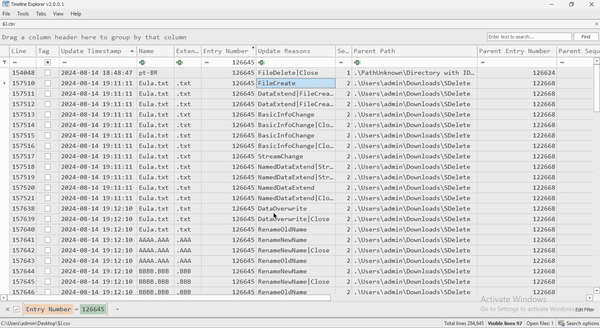 Timeline Explorer v2.0.0.1
File Tools Tabs View Help
$J.csv
Drag a column header here to group by that column
Enter text to search... Find
Line Tag Update Timestamp Name Exten... Entry Number Update Reasons Se... Parent Path Parent Entry Number Parent Sequ
= = = 126645 = =
154048 2024-08-14 18:48:47 pt-BR 126645 FileDelete|Close 1 .\PathUnknown\Directory with ID... 126624
157510 2024-08-14 19:11:11 Eula.txt .txt 126645 FileCreate 2 .\Users\admin\Downloads\SDelete 122668
157511 2024-08-14 19:11:11 Eula.txt .txt 126645 DataExtend|FileCrea... 2 .\Users\admin\Downloads\SDelete 122668
157512 2024-08-14 19:11:11 Eula.txt .txt 126645 DataExtend|FileCrea... 2 .\Users\admin\Downloads\SDelete 122668
157513 2024-08-14 19:11:11 Eula.txt .txt 126645 BasicInfoChange 2 .\Users\admin\Downloads\SDelete 122668
157514 2024-08-14 19:11:11 Eula.txt .txt 126645 BasicInfoChange|Clo... 2 .\Users\admin\Downloads\SDelete 122668
157515 2024-08-14 19:11:11 Eula.txt .txt 126645 BasicInfoChange 2 .\Users\admin\Downloads\SDelete 122668
157516 2024-08-14 19:11:11 Eula.txt .txt 126645 BasicInfoChange|Clo... 2 .\Users\admin\Downloads\SDelete 122668
157517 2024-08-14 19:11:11 Eula.txt .txt 126645 StreamChange 2 .\Users\admin\Downloads\SDelete 122668
157518 2024-08-14 19:11:11 Eula.txt .txt 126645 NamedDataExtend|Str... 2 .\Users\admin\Downloads\SDelete 122668
157519 2024-08-14 19:11:11 Eula.txt .txt 126645 NamedDataExtend|Str... 2 .\Users\admin\Downloads\SDelete 122668
157520 2024-08-14 19:11:11 Eula.txt .txt 126645 NamedDataExtend 2 .\Users\admin\Downloads\SDelete 122668
157521 2024-08-14 19:11:11 Eula.txt .txt 126645 NamedDataExtend|Clo... 2 .\Users\admin\Downloads\SDelete 122668
157638 2024-08-14 19:12:10 Eula.txt .txt 126645 DataOverwrite 2 .\Users\admin\Downloads\SDelete 122668
157639 2024-08-14 19:12:10 Eula.txt .txt 126645 DataOverwrite|Close 2 .\Users\admin\Downloads\SDelete 122668
157640 2024-08-14 19:12:10 Eula.txt .txt 126645 RenameOldName 2 .\Users\admin\Downloads\SDelete 122668
157641 2024-08-14 19:12:10 AAAA.AAA .AAA 126645 RenameNewName 2 .\Users\admin\Downloads\SDelete 122668
157642 2024-08-14 19:12:10 AAAA.AAA .AAA 126645 RenameNewName|Close 2 .\Users\admin\Downloads\SDelete 122668
157643 2024-08-14 19:12:10 AAAA.AAA .AAA 126645 RenameOldName 2 .\Users\admin\Downloads\SDelete 122668
157644 2024-08-14 19:12:10 BBBB.BBB .BBB 126645 RenameNewName 2 .\Users\admin\Downloads\SDelete 122668
157645 2024-08-14 19:12:10 BBBB.BBB .BBB 126645 RenameNewName|Close 2 .\Users\admin\Downloads\SDelete 122668
157646 2024-08-14 19:12:10 BBBB.BBB .BBB 126645 RenameOldName 2 .\Users\admin\Downloads\SDelete 122668
Activate Windows
Go to Settings to activate Windows.
Entry Number = 126645 Edit Filter
C:\Users\admin\Desktop\$J.csv Total lines 284,645 Visible lines 97 Open files: 1 Search options